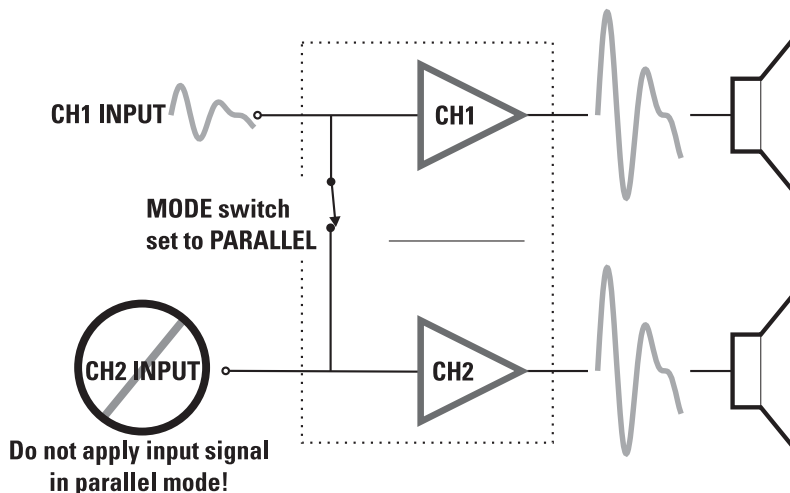 CH1 INPUT
CH1
MODE switch
set to PARALLEL
CH2 INPUT
CH2
Do not apply input signal
in parallel mode!